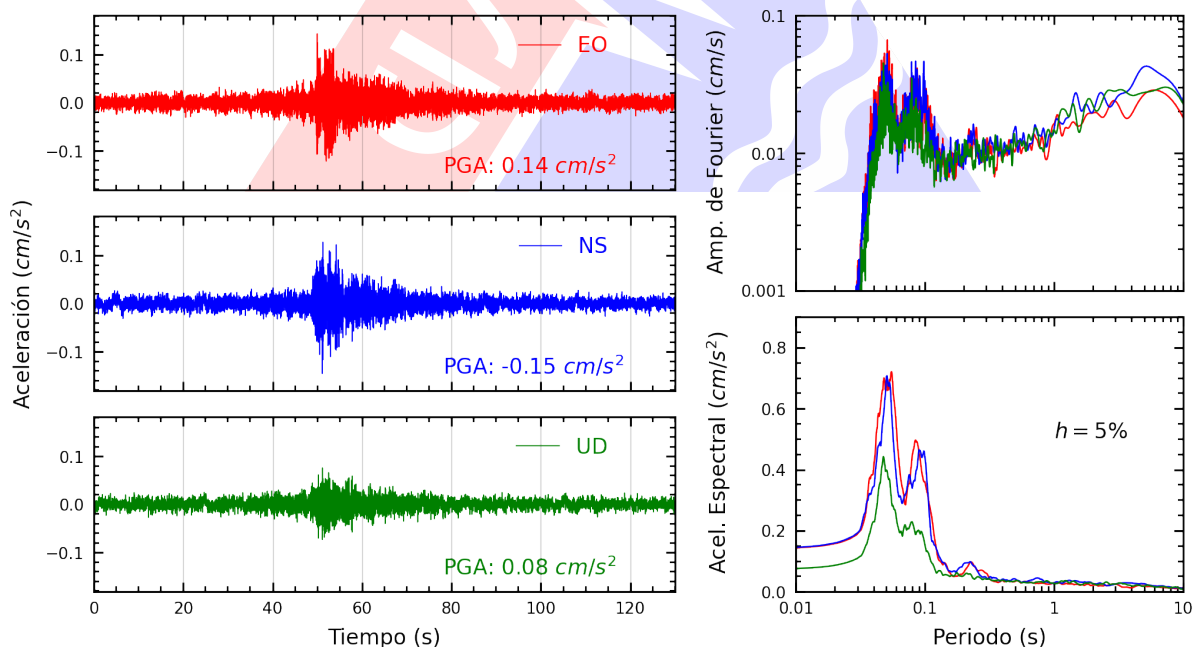 Aceleración (cm/s²)
0.1
0.0
−0.1
EO
PGA: 0.14 cm/s²
0.1
0.0
−0.1
NS
PGA: -0.15 cm/s²
0.1
0.0
−0.1
UD
PGA: 0.08 cm/s²
0 20 40 60 80 100 120
Tiempo (s)
Amp. de Fourier (cm/s)
0.1
0.01
0.001
Acel. Espectral (cm/s²)
0.8
0.6
0.4
0.2
0.0
h = 5%
0.01 0.1 1 10
Periodo (s)